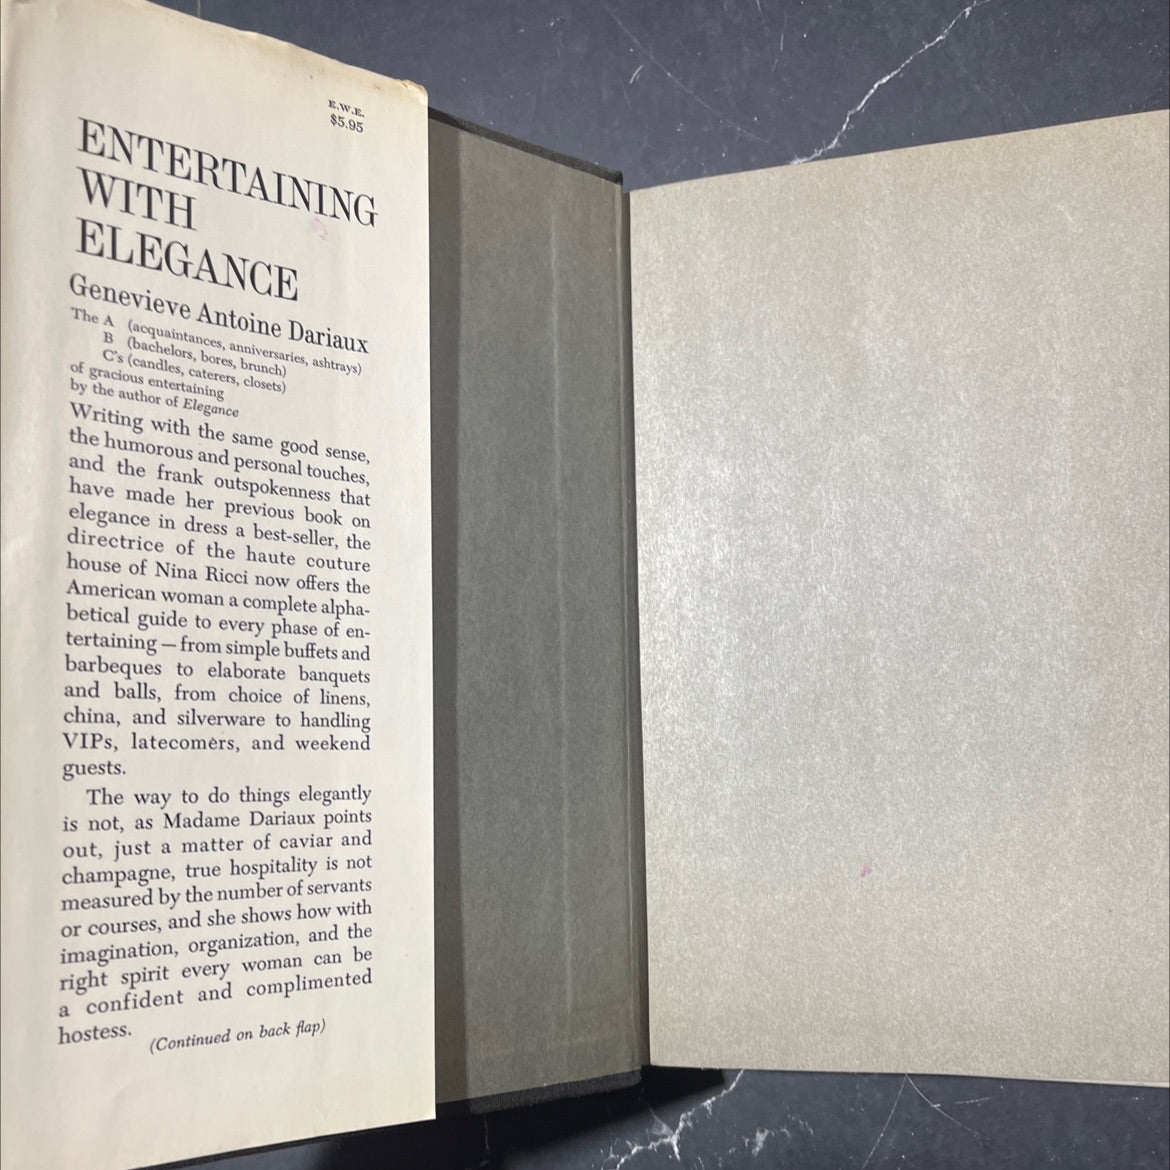 E.W.E.
$5.95
ENTERTAINING
WITH
ELEGANCE
Genevieve Antoine Dariaux
The A (acquaintances, anniversaries, ashtrays)
B (bachelors, bores, brunch)
C's (candles, caterers, closets)
of gracious entertaining
by the author of Elegance
Writing with the same good sense,
the humorous and personal touches,
and the frank outspokenness that
have made her previous book on
elegance in dress a best-seller, the
directrice of the haute couture
house of Nina Ricci now offers the
American woman a complete alpha-
betical guide to every phase of en-
tertaining — from simple buffets and
barbeques to elaborate banquets
and balls, from choice of linens,
china, and silverware to handling
VIPs, latecomers, and weekend
guests.
The way to do things elegantly
is not, as Madame Dariaux points
out, just a matter of caviar and
champagne, true hospitality is not
measured by the number of servants
or courses, and she shows how with
imagination, organization, and the
right spirit every woman can be
a confident and complimented
hostess.
(Continued on back flap)